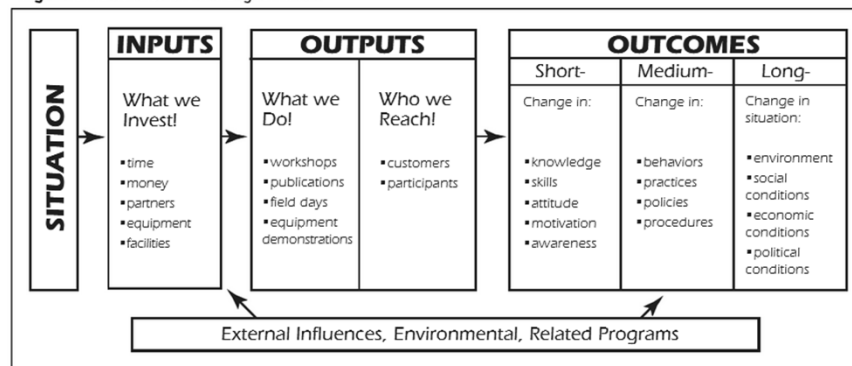 SITUATION
INPUTS
What we
Invest!
▪time
▪money
▪partners
▪equipment
▪facilities
OUTPUTS
What we
Do!
▪workshops
▪publications
▪field days
▪equipment
demonstrations
Who we
Reach!
▪customers
▪participants
OUTCOMES
Short-
Change in:
▪knowledge
▪skills
▪attitude
▪motivation
▪awareness
Medium-
Change in:
▪behaviors
▪practices
▪policies
▪procedures
Long-
Change in
situation:
▪environment
▪social
conditions
▪economic
conditions
▪political
conditions
External Influences, Environmental, Related Programs